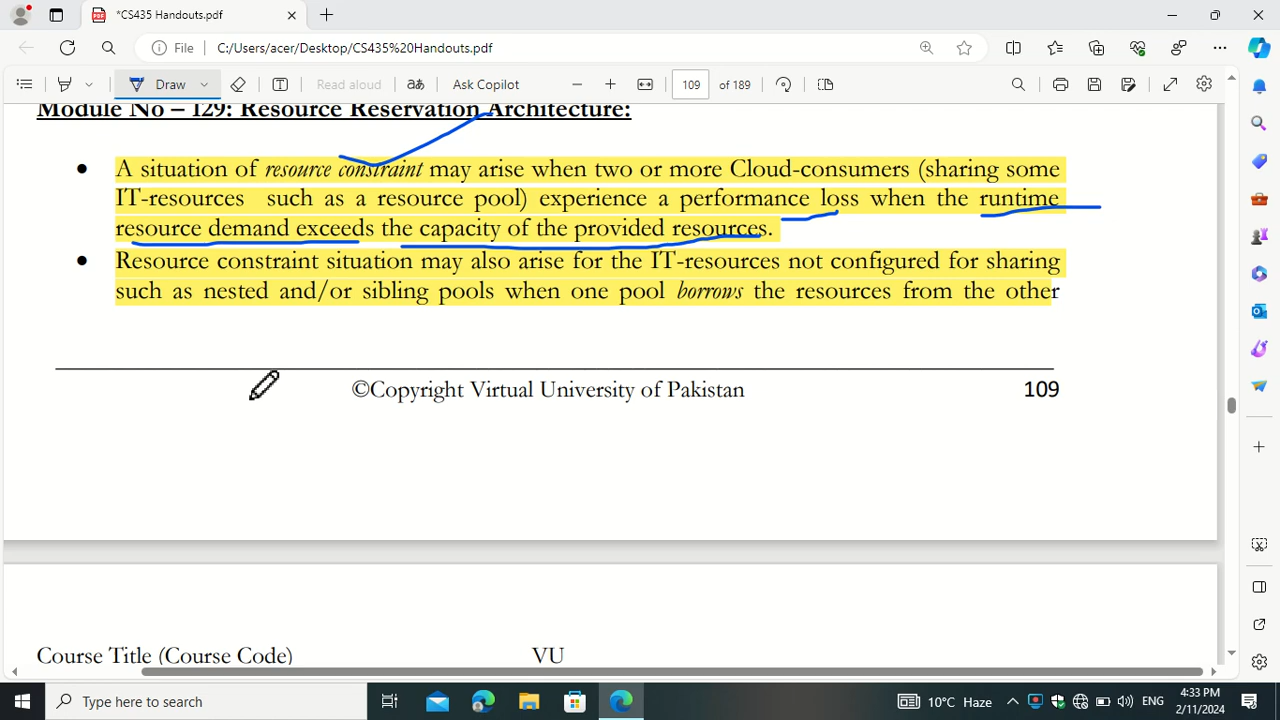 *CS435 Handouts.pdf
File C:/Users/acer/Desktop/CS435%20Handouts.pdf
Draw Read aloud aあ Ask Copilot 109 of 189
Module No – 129: Resource Reservation Architecture:
• A situation of resource constraint may arise when two or more Cloud-consumers (sharing some
IT-resources such as a resource pool) experience a performance loss when the runtime
resource demand exceeds the capacity of the provided resources.
• Resource constraint situation may also arise for the IT-resources not configured for sharing
such as nested and/or sibling pools when one pool borrows the resources from the other
©Copyright Virtual University of Pakistan 109
Course Title (Course Code) VU
Type here to search 10°C Haze ENG 4:33 PM
2/11/2024